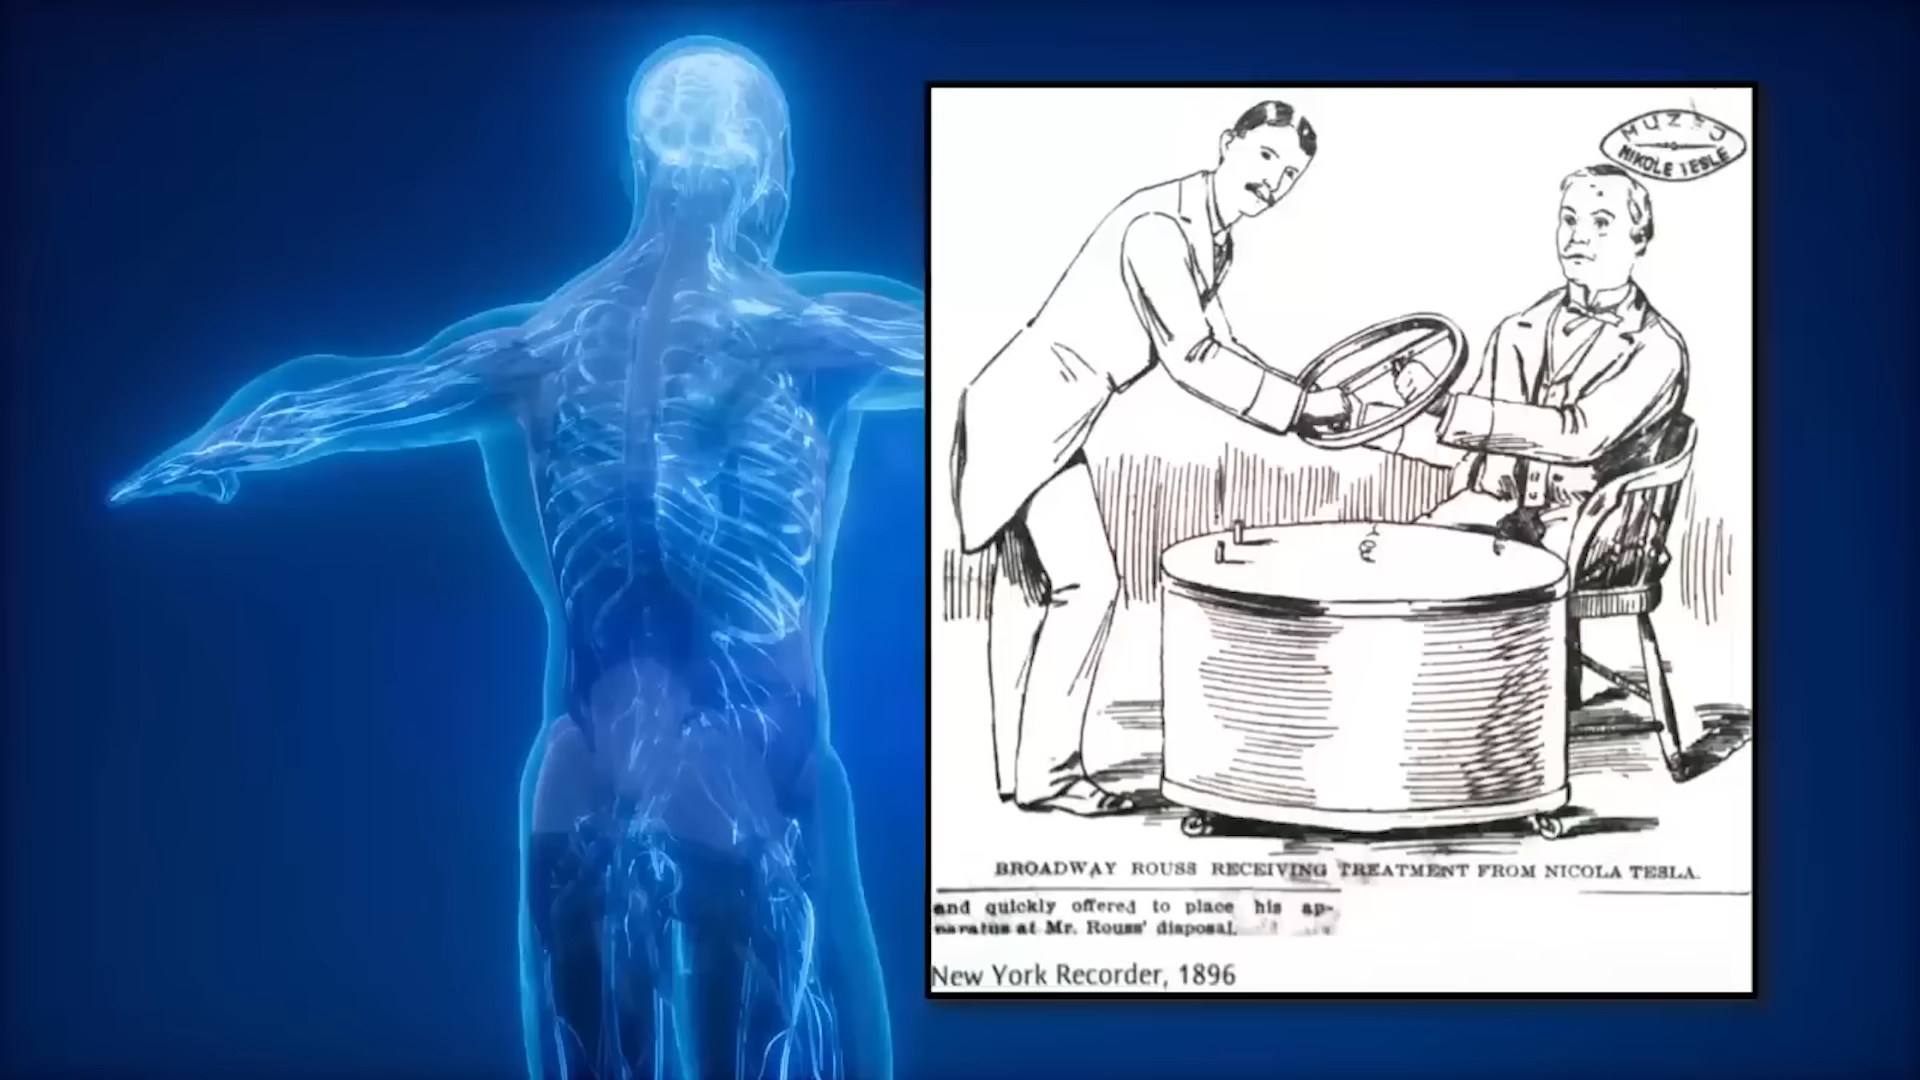 MUZEJ
NIKOLE TESLE
BROADWAY ROUSS RECEIVING TREATMENT FROM NICOLA TESLA.
and quickly offered to place his ap-
paratus at Mr. Rouss' disposal.
New York Recorder, 1896